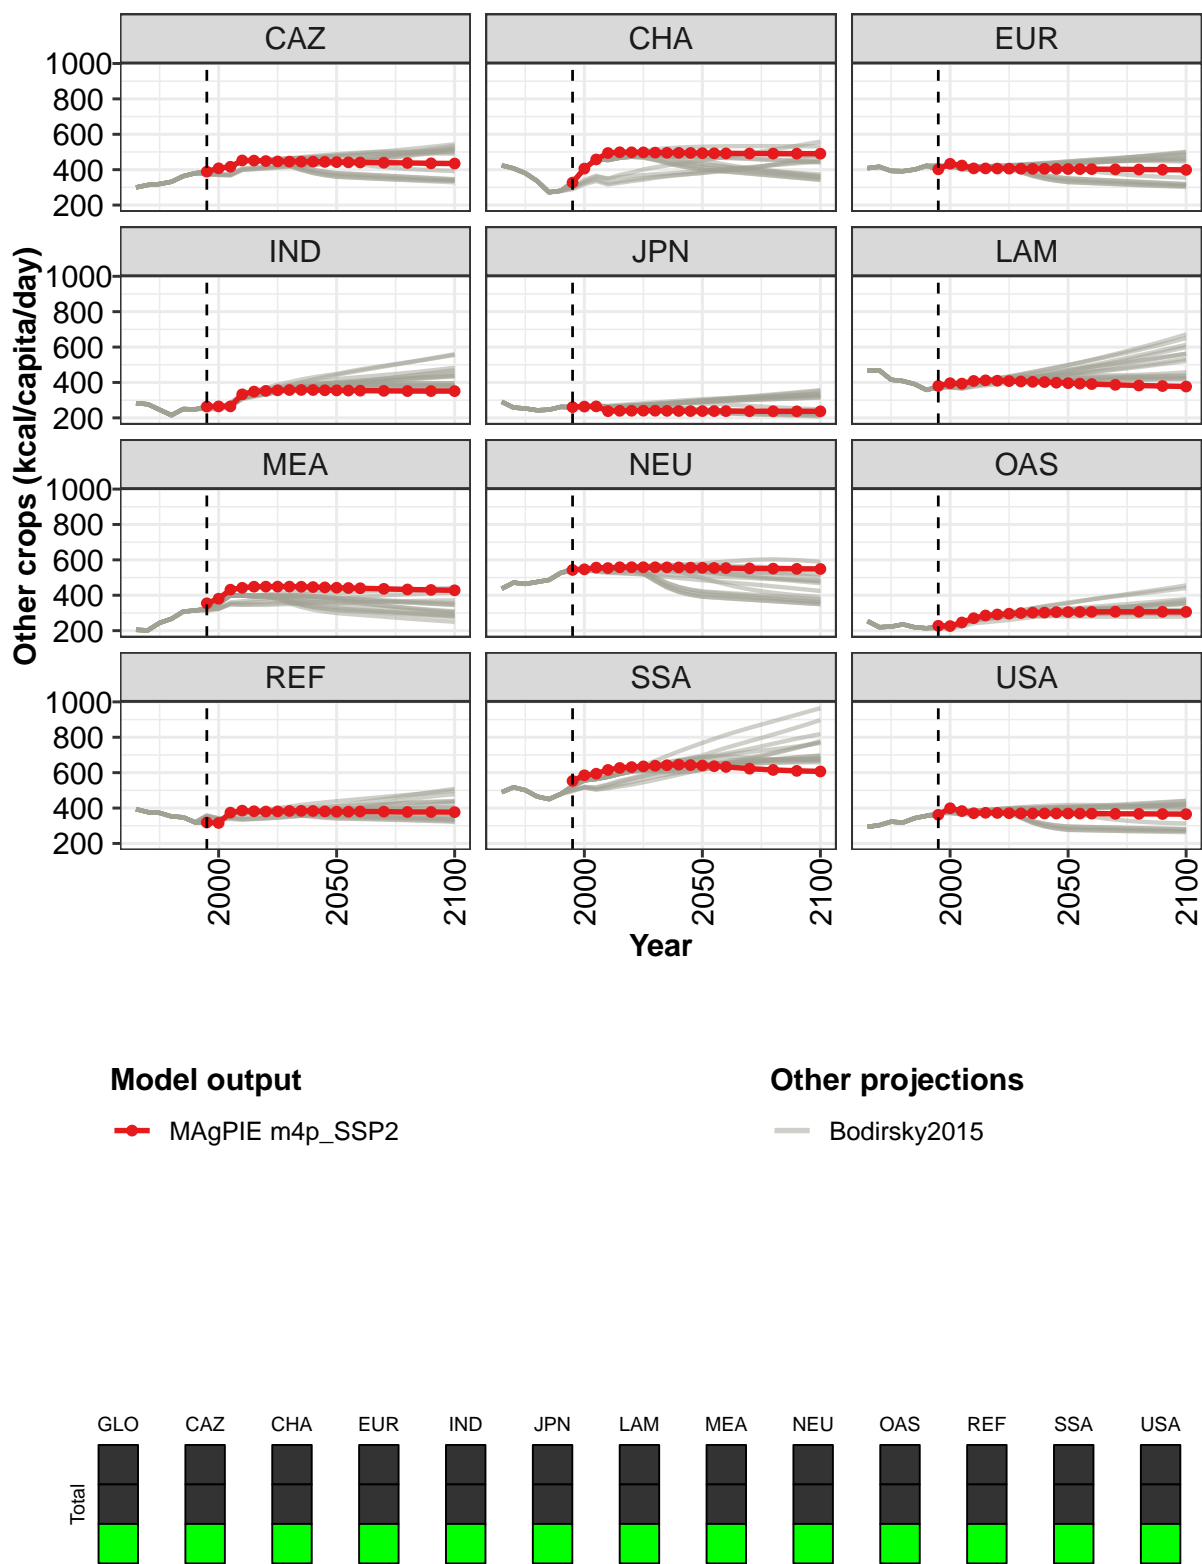 CAZ CHA EUR
1000
800
600
400
200
IND JPN LAM
1000
800
600
400
200
MEA NEU OAS
1000
800
600
400
200
REF SSA USA
1000
800
600
400
200
Other crops (kcal/capita/day)
2000 2050 2100 2000 2050 2100 2000 2050 2100
Year
Model output Other projections
MAgPIE m4p_SSP2 Bodirsky2015
GLO CAZ CHA EUR IND JPN LAM MEA NEU OAS REF SSA USA
Total